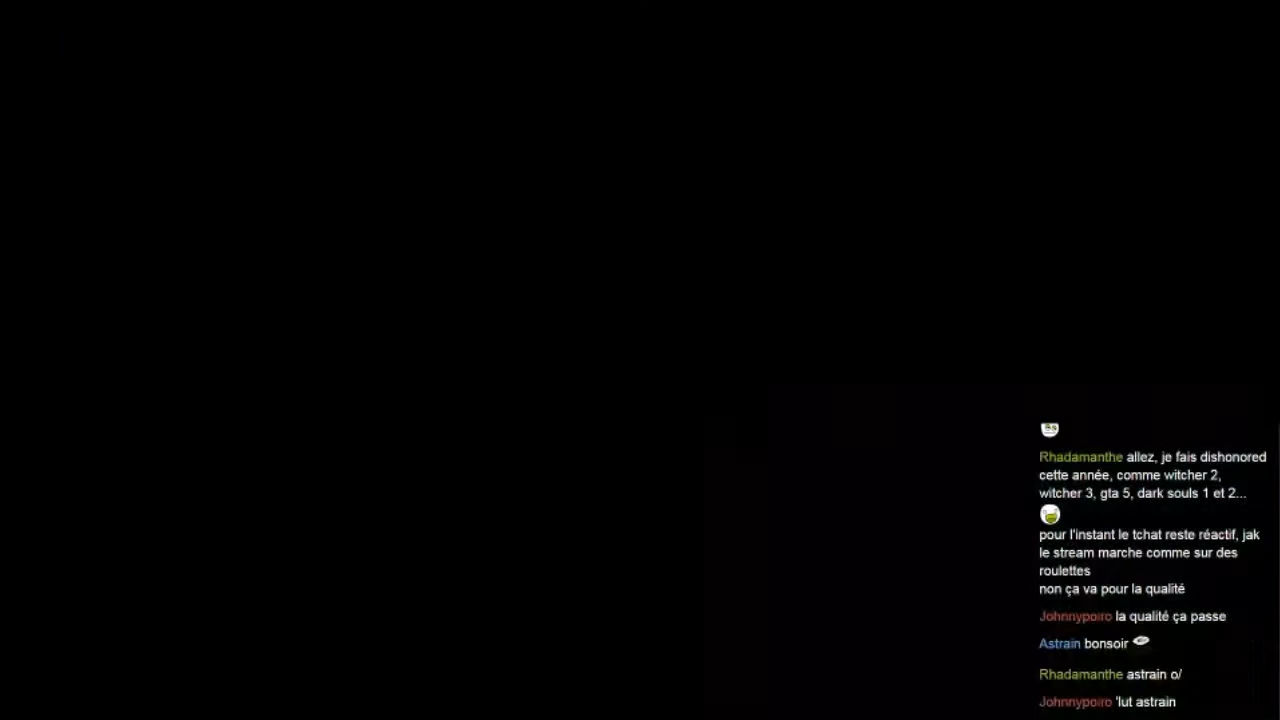 Rhadamanthe allez, je fais dishonored
cette année, comme witcher 2,
witcher 3, gta 5, dark souls 1 et 2...
pour l'instant le tchat reste réactif, jak
le stream marche comme sur des
roulettes
non ça va pour la qualité
Johnnypoiro la qualité ça passe
Astrain bonsoir
Rhadamanthe astrain o/
Johnnypoiro 'lut astrain